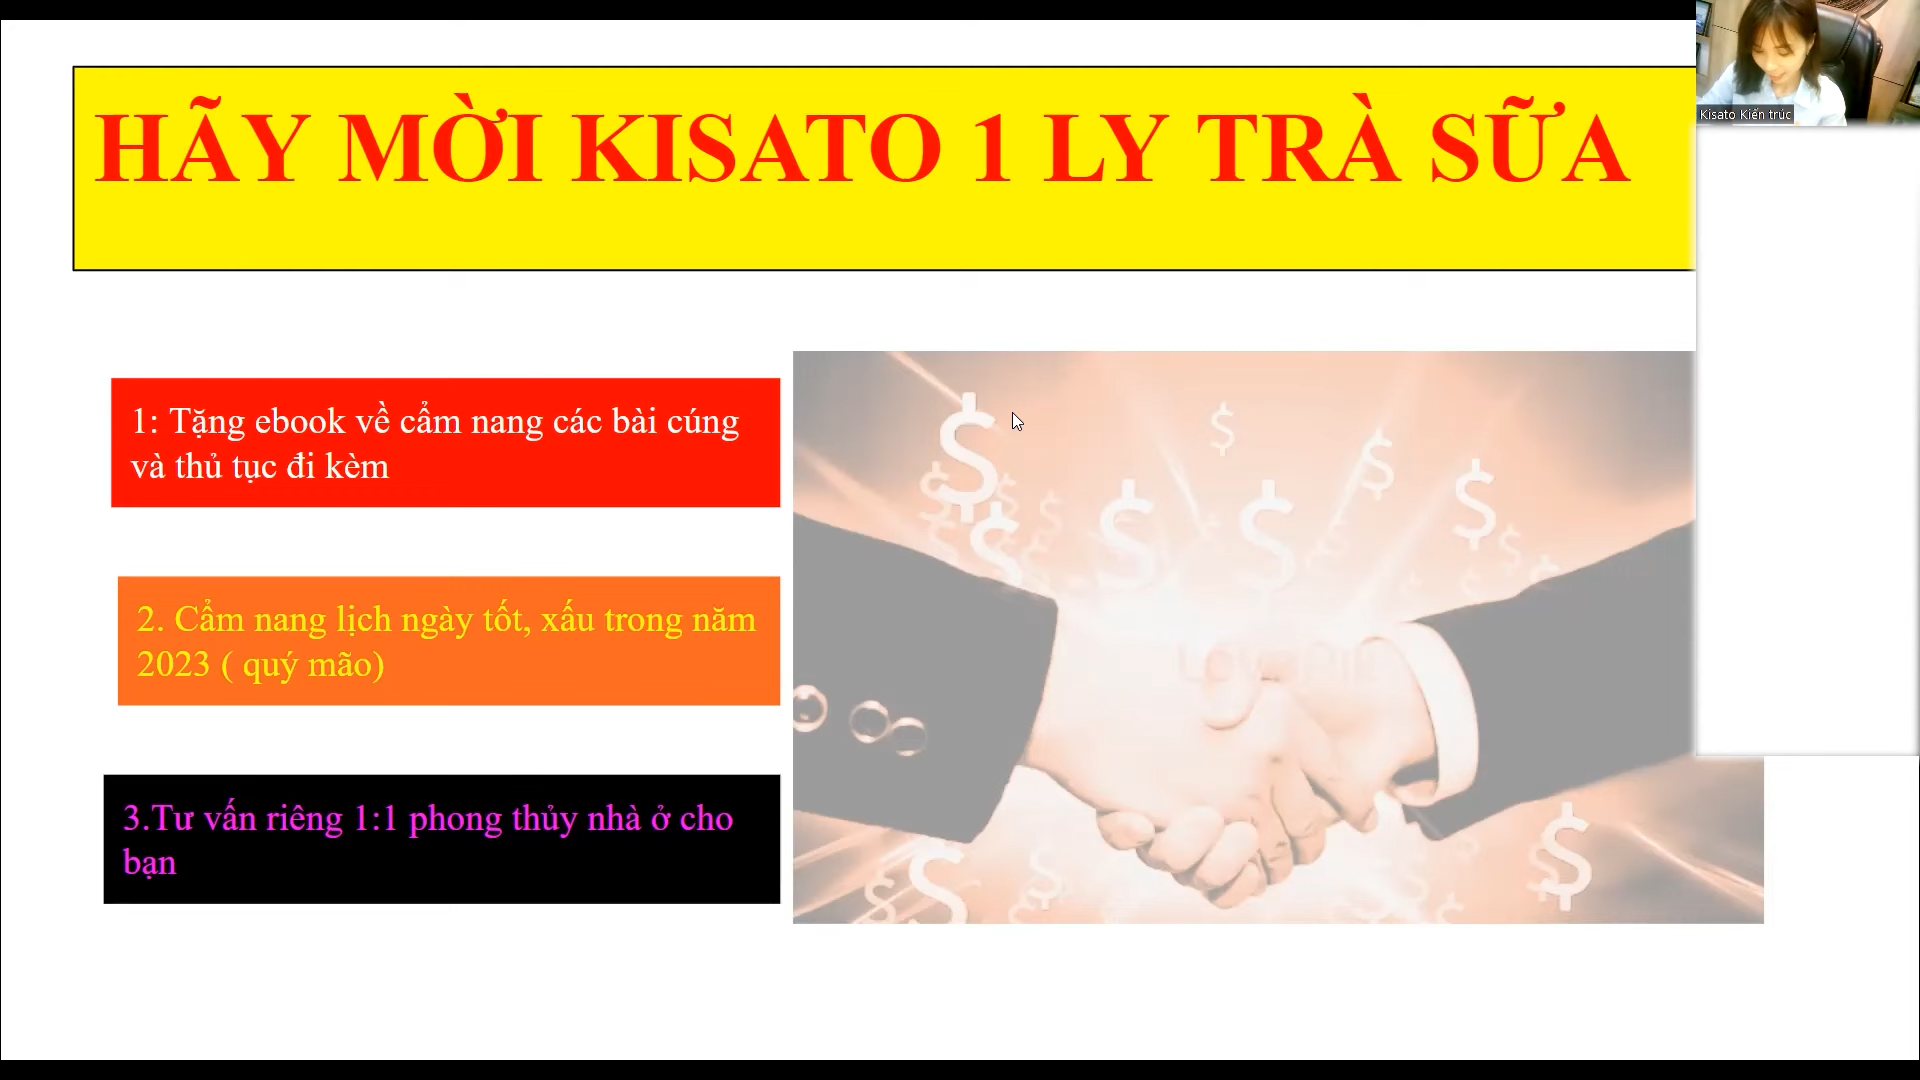 HÃY MỜI KISATO 1 LY TRÀ SỮA
Kisato Kiến trúc
1: Tặng ebook về cẩm nang các bài cúng
và thủ tục đi kèm
2. Cẩm nang lịch ngày tốt, xấu trong năm
2023 ( quý mão)
3.Tư vấn riêng 1:1 phong thủy nhà ở cho
bạn